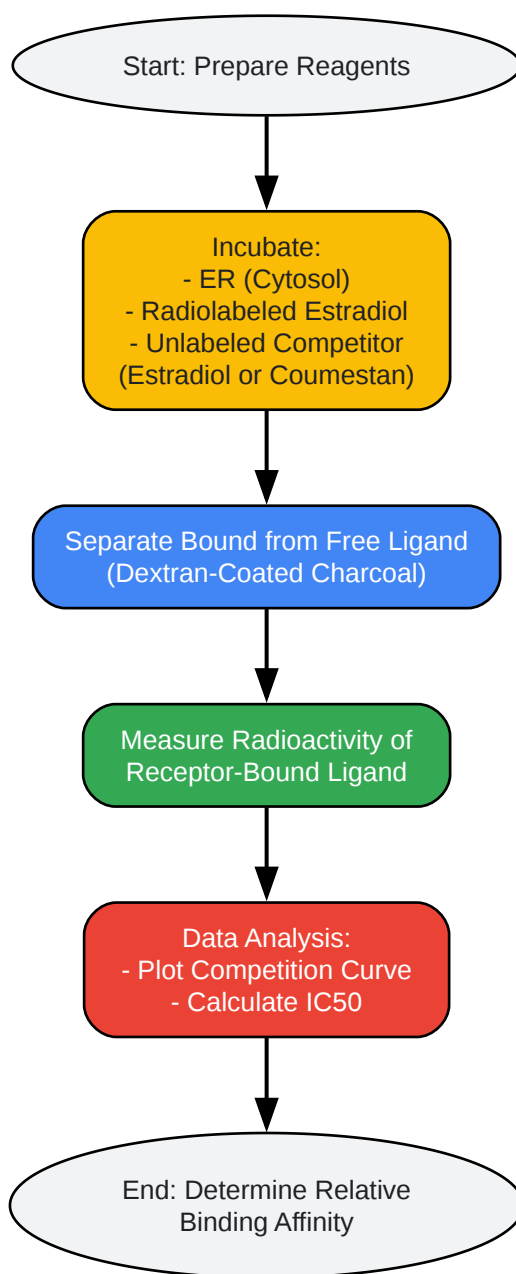 Start: Prepare Reagents
Incubate:
- ER (Cytosol)
- Radiolabeled Estradiol
- Unlabeled Competitor
(Estradiol or Coumestan)
Separate Bound from Free Ligand
(Dextran-Coated Charcoal)
Measure Radioactivity of
Receptor-Bound Ligand
Data Analysis:
- Plot Competition Curve
- Calculate IC50
End: Determine Relative
Binding Affinity